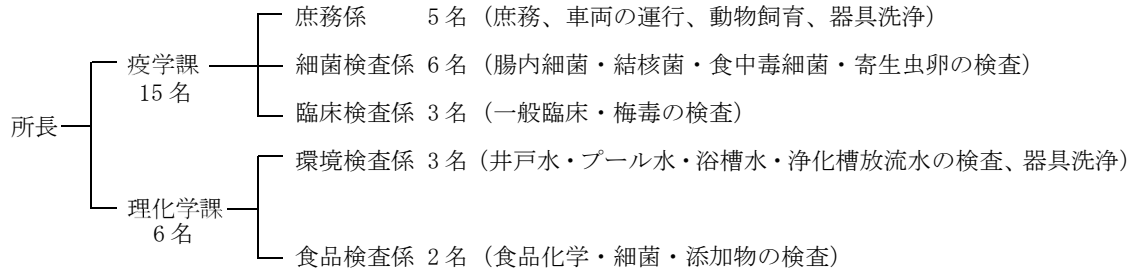 庶務係 5名（庶務、車両の運行、動物飼育、器具洗浄）
疫学課 細菌検査係 6名（腸内細菌・結核菌・食中毒細菌・寄生虫卵の検査）
15名
臨床検査係 3名（一般臨床・梅毒の検査）
所長
環境検査係 3名（井戸水・プール水・浴槽水・浄化槽放流水の検査、器具洗浄）
理化学課
6名
食品検査係 2名（食品化学・細菌・添加物の検査）